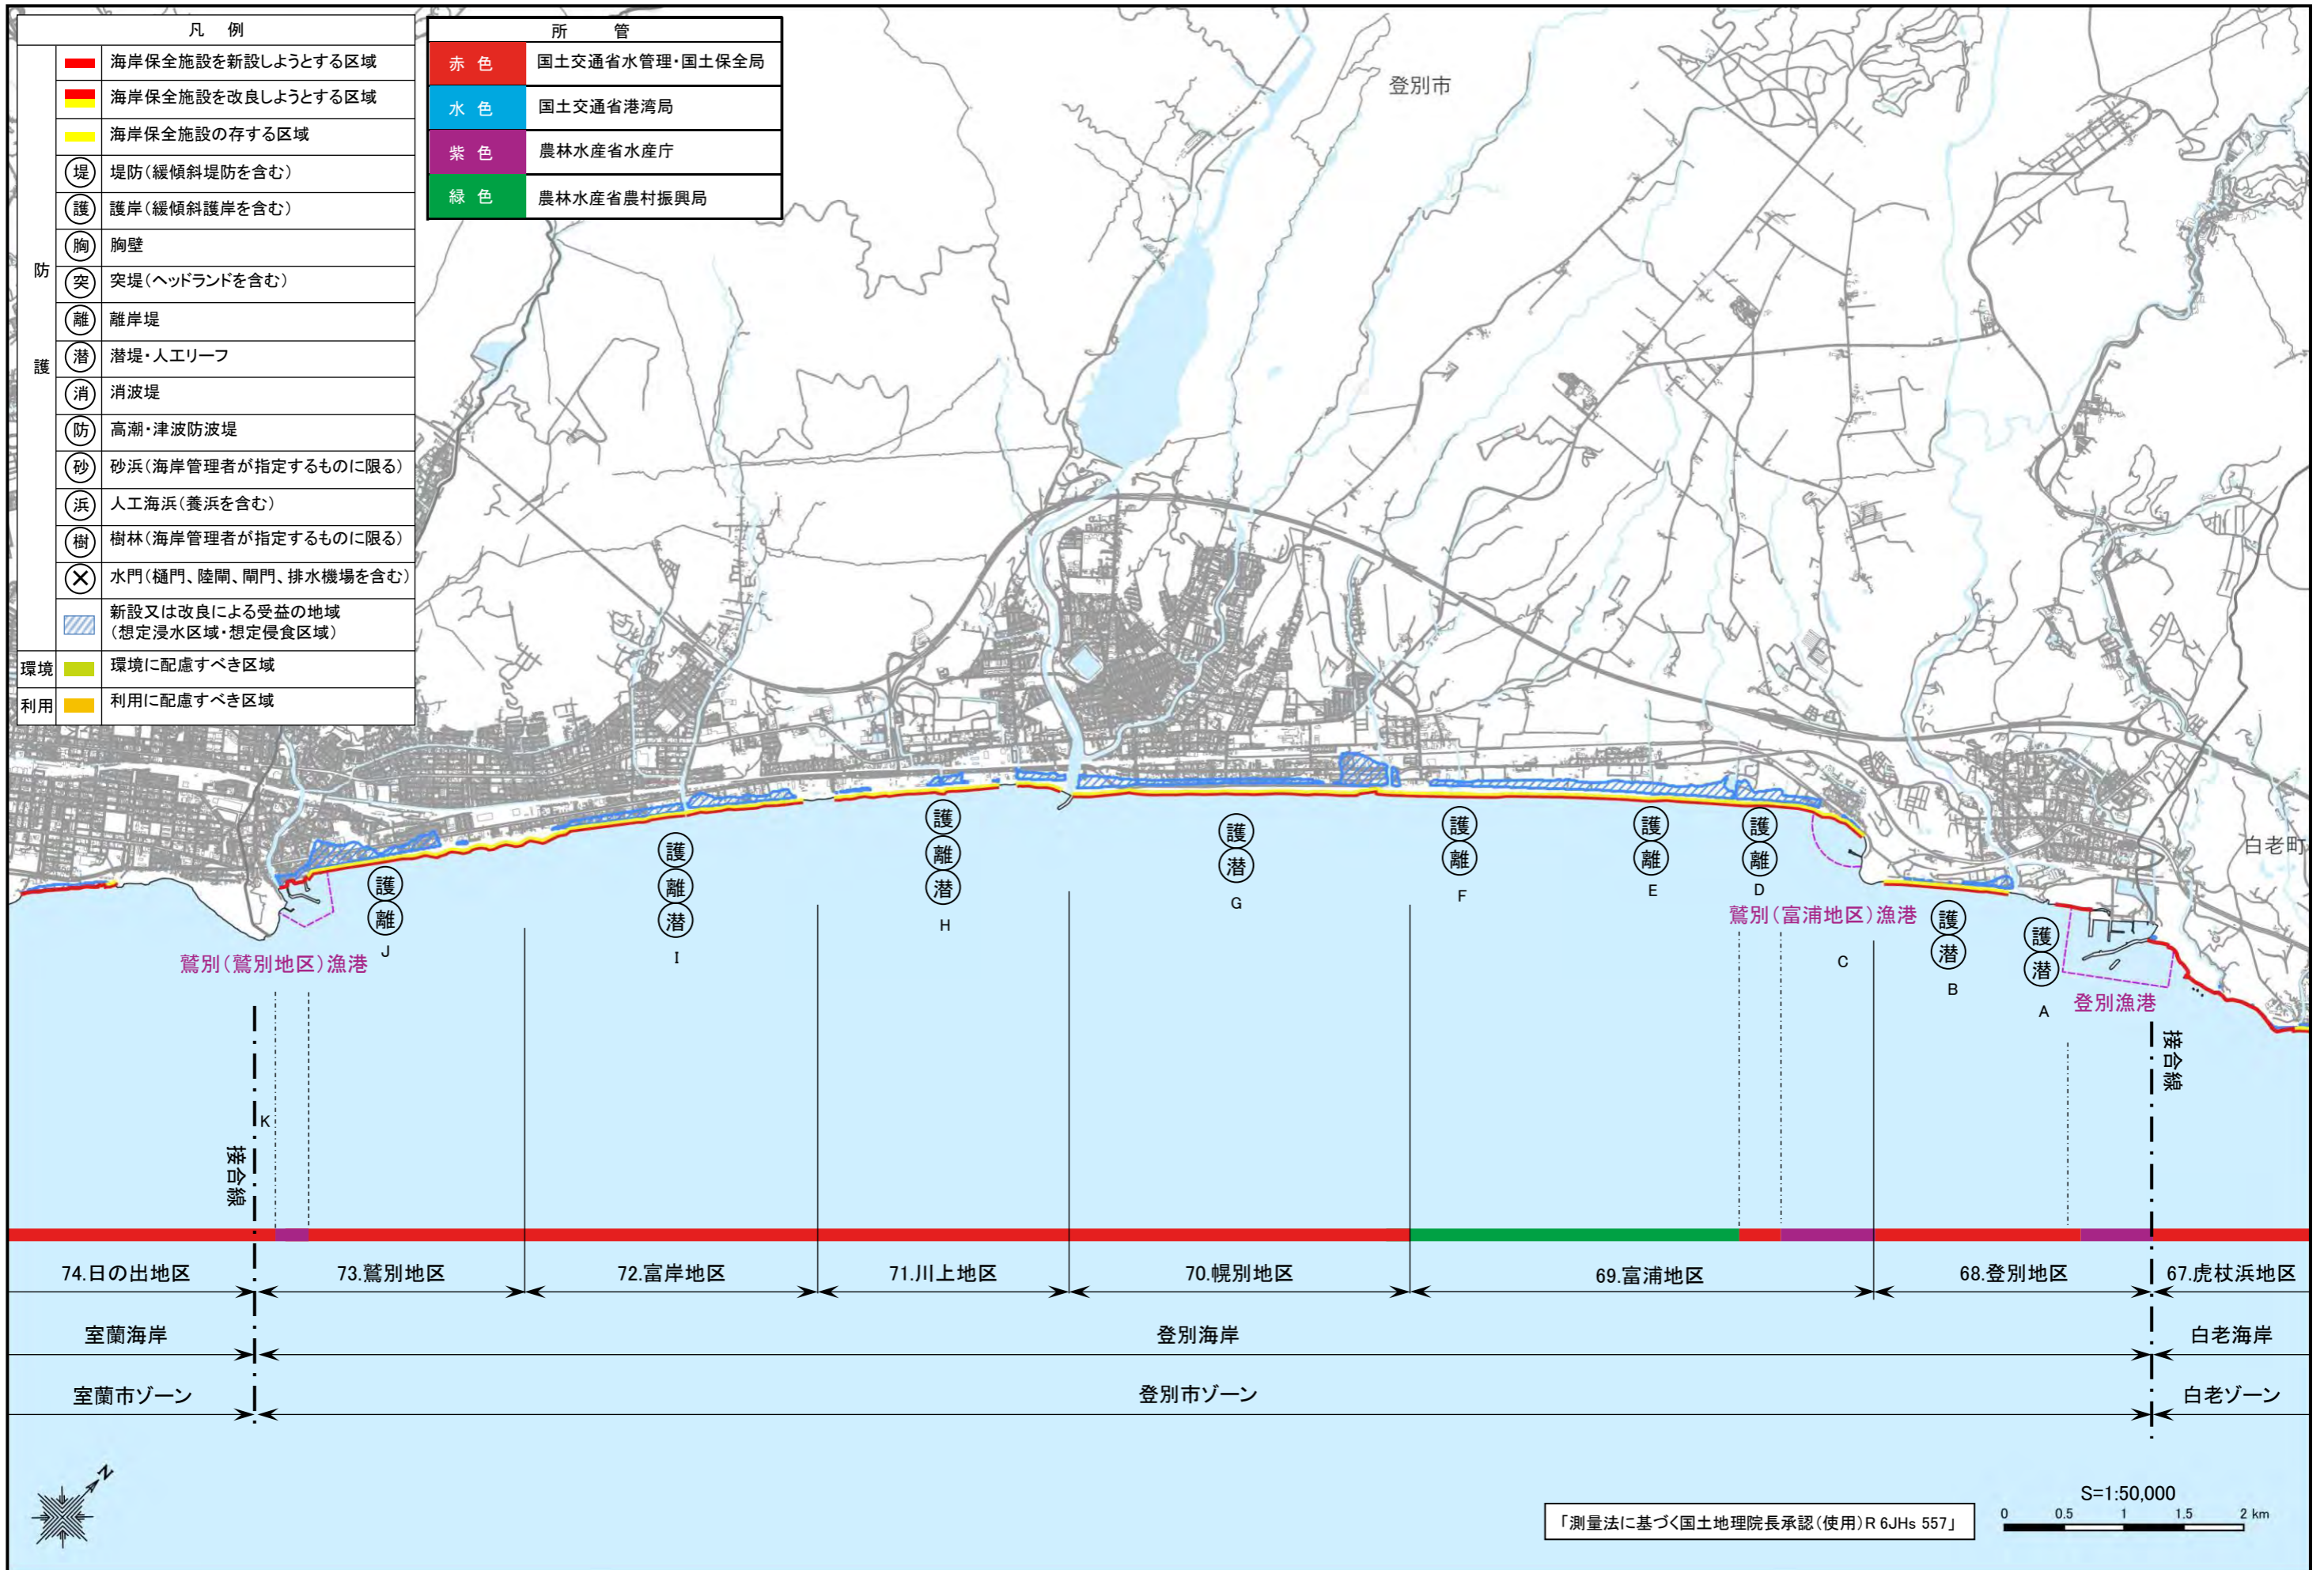 凡 例
防護
海岸保全施設を新設しようとする区域
海岸保全施設を改良しようとする区域
海岸保全施設の存する区域
堤 堤防(緩傾斜堤防を含む)
護 護岸(緩傾斜護岸を含む)
胸 胸壁
突 突堤(ヘッドランドを含む)
離 離岸堤
潜 潜堤・人工リーフ
消 消波堤
防 高潮・津波防波堤
砂 砂浜(海岸管理者が指定するものに限る)
浜 人工海浜(養浜を含む)
樹 樹林(海岸管理者が指定するものに限る)
水門(樋門、陸閘、閘門、排水機場を含む)
新設又は改良による受益の地域
(想定浸水区域・想定侵食区域)
環境 環境に配慮すべき区域
利用 利用に配慮すべき区域
所 管
赤 色 国土交通省水管理・国土保全局
水 色 国土交通省港湾局
紫 色 農林水産省水産庁
緑 色 農林水産省農村振興局
登別市
白老町
護
離
J
護
離
潜
I
護
離
潜
H
護
潜
G
護
離
F
護
離
E
護
離
D
C
護
潜
B
護
潜
A
鷲別(鷲別地区)漁港
鷲別(富浦地区)漁港
登別漁港
K
接合線
接合線
74.日の出地区
73.鷲別地区
72.富岸地区
71.川上地区
70.幌別地区
69.富浦地区
68.登別地区
67.虎杖浜地区
室蘭海岸
登別海岸
白老海岸
室蘭市ゾーン
登別市ゾーン
白老ゾーン
N
「測量法に基づく国土地理院長承認(使用)R 6JHs 557」
S=1:50,000
0 0.5 1 1.5 2 km